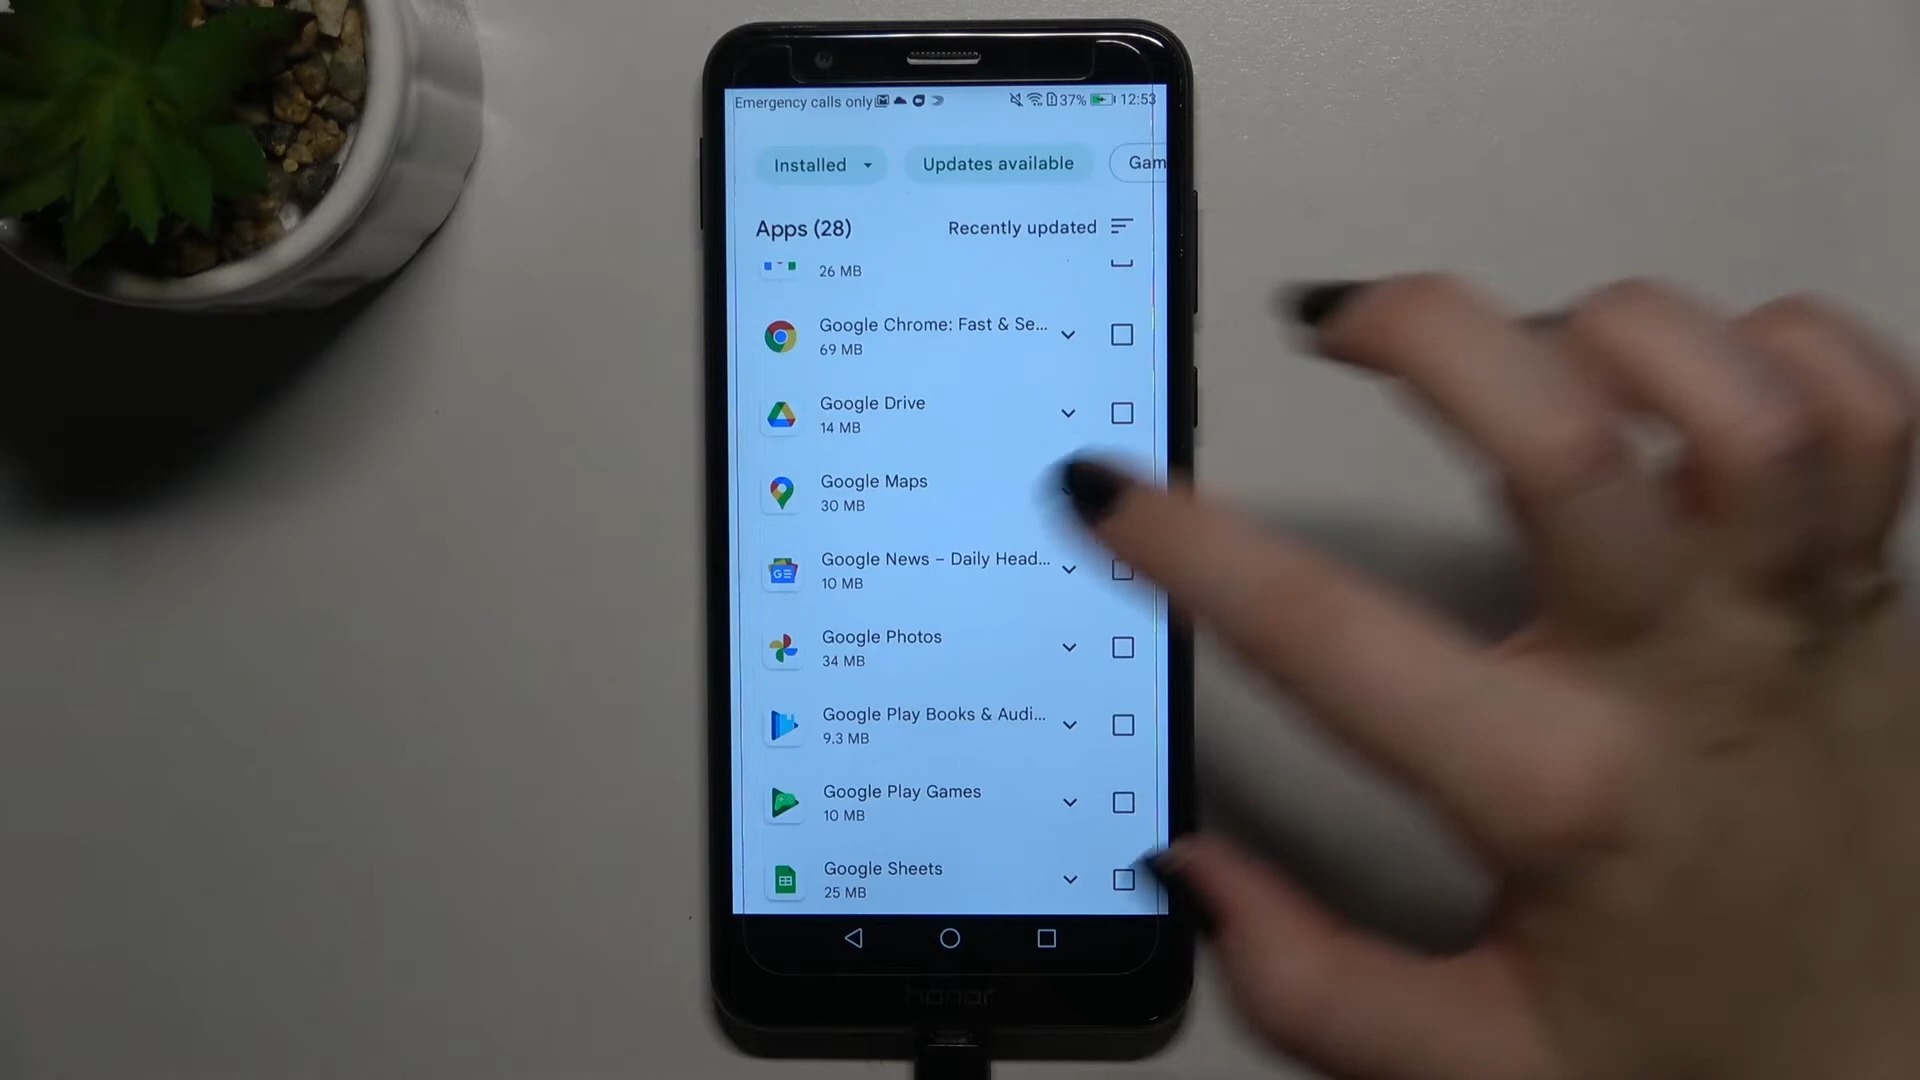 Emergency calls only 37% 12:53
Installed Updates available Gam
Apps (28) Recently updated
26 MB
Google Chrome: Fast & Se...
69 MB
Google Drive
14 MB
Google Maps
30 MB
Google News – Daily Head...
10 MB
Google Photos
34 MB
Google Play Books & Audi...
9.3 MB
Google Play Games
10 MB
Google Sheets
25 MB
honor